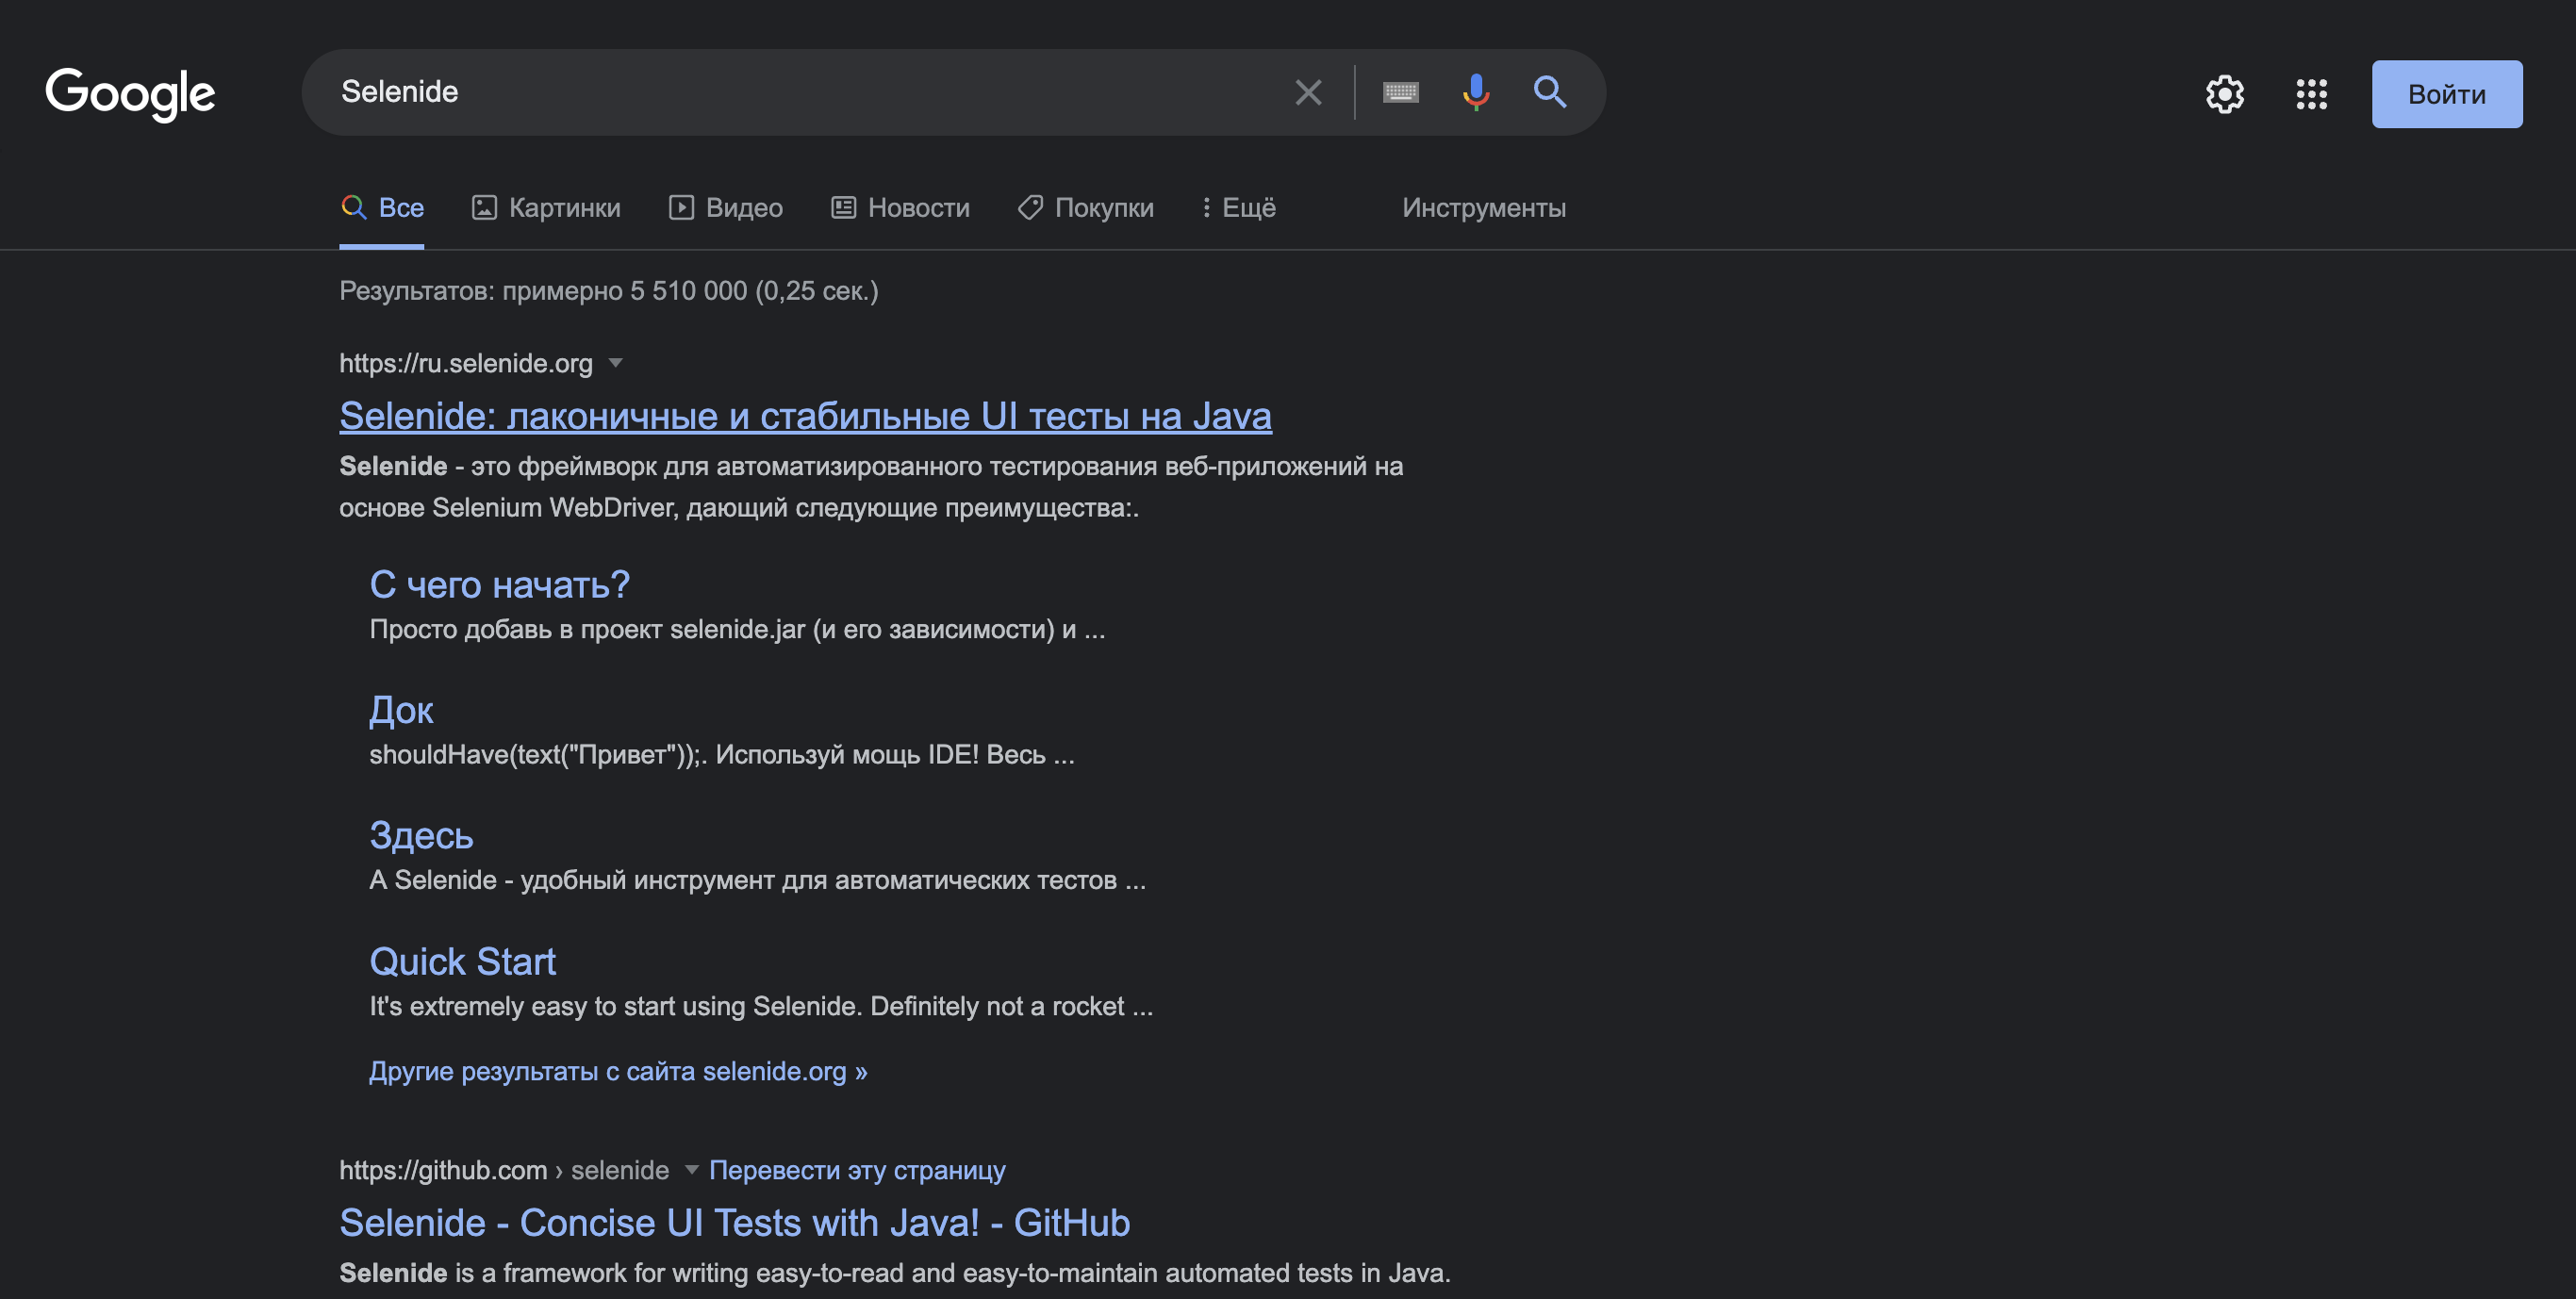 Google
Selenide
Войти
Все Картинки Видео Новости Покупки Ещё Инструменты
Результатов: примерно 5 510 000 (0,25 сек.)
https://ru.selenide.org
Selenide: лаконичные и стабильные UI тесты на Java
Selenide - это фреймворк для автоматизированного тестирования веб-приложений на
основе Selenium WebDriver, дающий следующие преимущества:.
С чего начать?
Просто добавь в проект selenide.jar (и его зависимости) и ...
Док
shouldHave(text("Привет"));. Используй мощь IDE! Весь ...
Здесь
А Selenide - удобный инструмент для автоматических тестов ...
Quick Start
It's extremely easy to start using Selenide. Definitely not a rocket ...
Другие результаты с сайта selenide.org »
https://github.com › selenide Перевести эту страницу
Selenide - Concise UI Tests with Java! - GitHub
Selenide is a framework for writing easy-to-read and easy-to-maintain automated tests in Java.